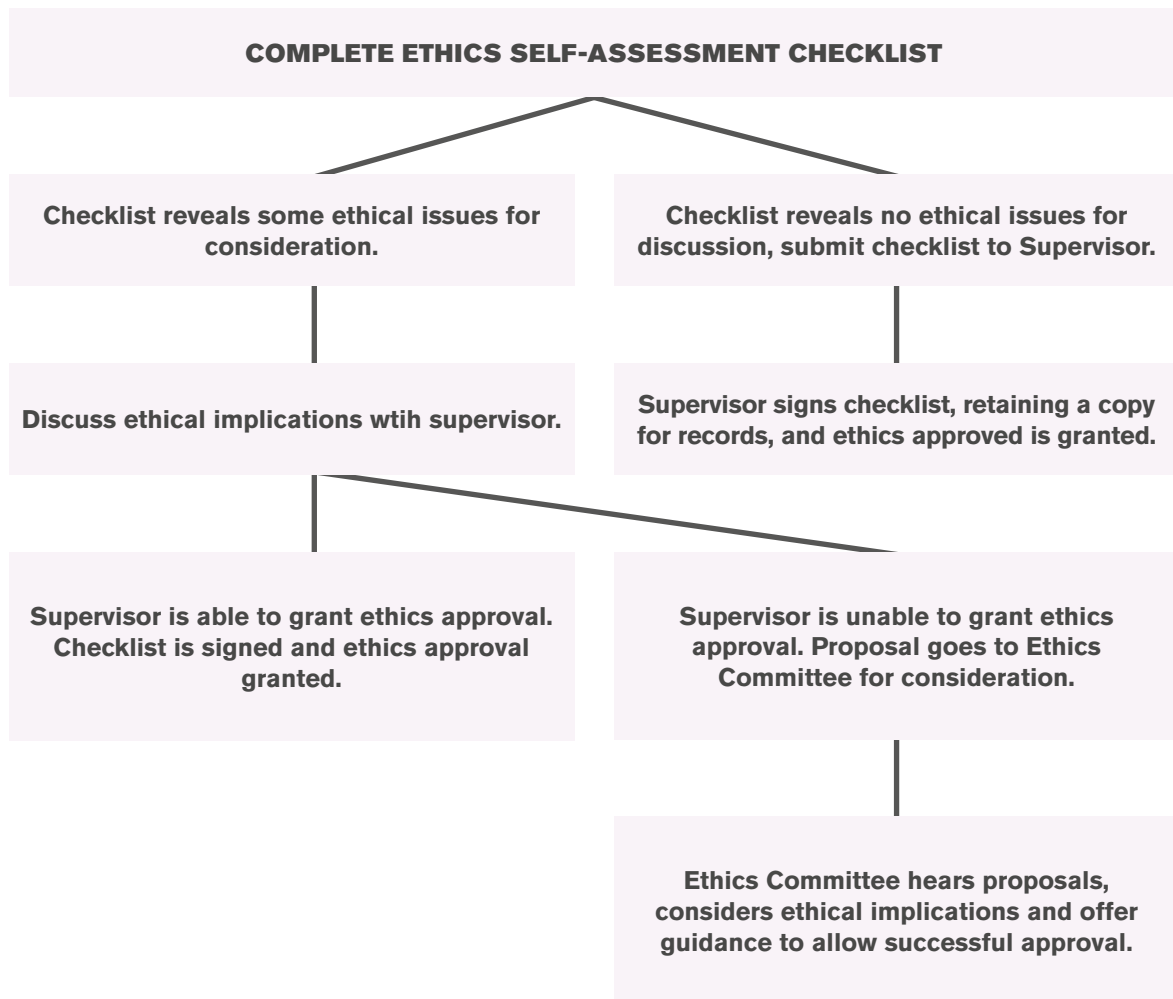 COMPLETE ETHICS SELF-ASSESSMENT CHECKLIST
Checklist reveals some ethical issues for
consideration.
Checklist reveals no ethical issues for
discussion, submit checklist to Supervisor.
Discuss ethical implications wtih supervisor.
Supervisor signs checklist, retaining a copy
for records, and ethics approved is granted.
Supervisor is able to grant ethics approval.
Checklist is signed and ethics approval
granted.
Supervisor is unable to grant ethics
approval. Proposal goes to Ethics
Committee for consideration.
Ethics Committee hears proposals,
considers ethical implications and offer
guidance to allow successful approval.